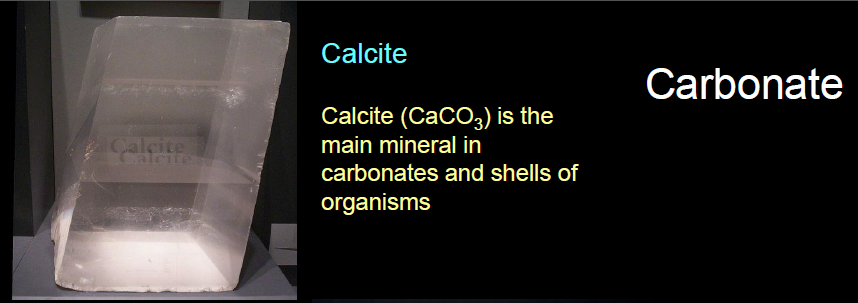 Calcite
Calcite
Calcite
Carbonate
Calcite (CaCO₃) is the
main mineral in
carbonates and shells of
organisms